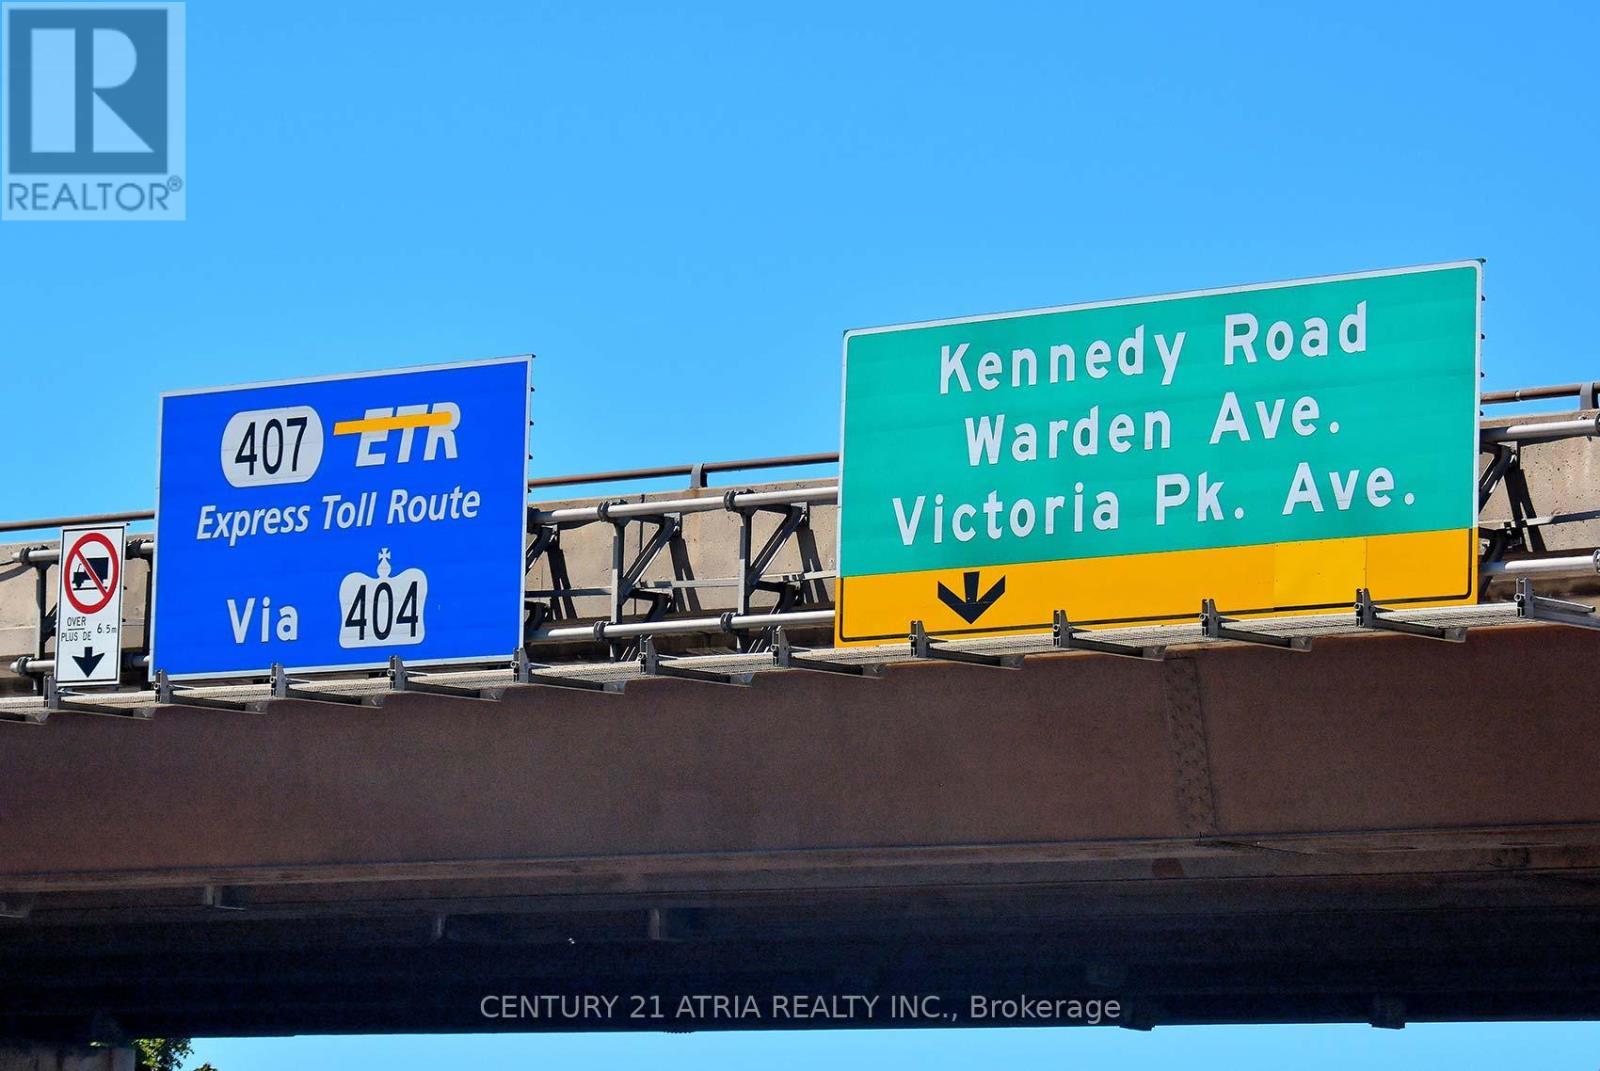 REALTOR®
407 ETR
Express Toll Route
Via 404
OVER
PLUS DE 6.5m
Kennedy Road
Warden Ave.
Victoria Pk. Ave.
CENTURY 21 ATRIA REALTY INC., Brokerage